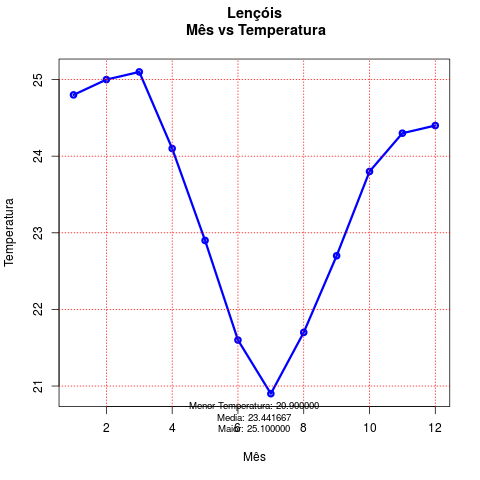 Lençóis
Mês vs Temperatura
Temperatura
25
24
23
22
21
Menor Temperatura: 20.900000
Media: 23.441667
Maior: 25.100000
2
4
6
8
10
12
Mês